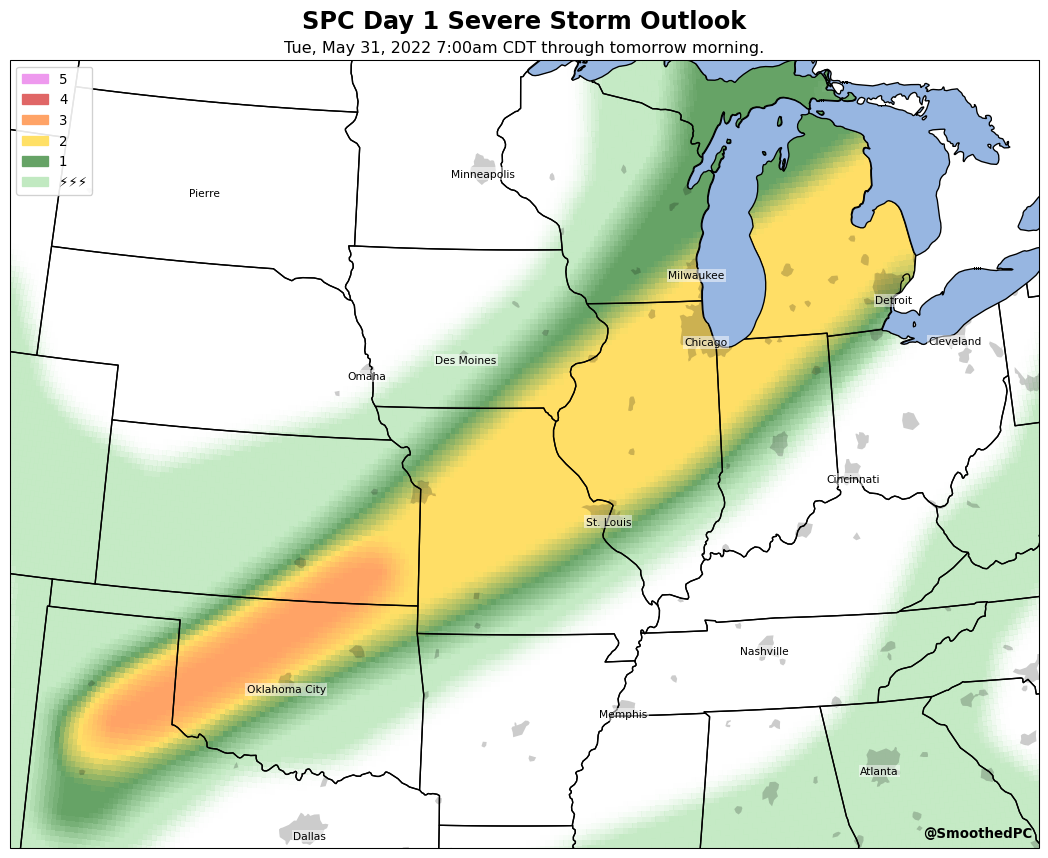 SPC Day 1 Severe Storm Outlook
Tue, May 31, 2022 7:00am CDT through tomorrow morning.
5
4
3
2
1
⚡⚡⚡
Minneapolis
Pierre
Milwaukee
Detroit
Chicago
Cleveland
Des Moines
Omaha
Cincinnati
St. Louis
Nashville
Oklahoma City
Memphis
Atlanta
Dallas
@SmoothedPC